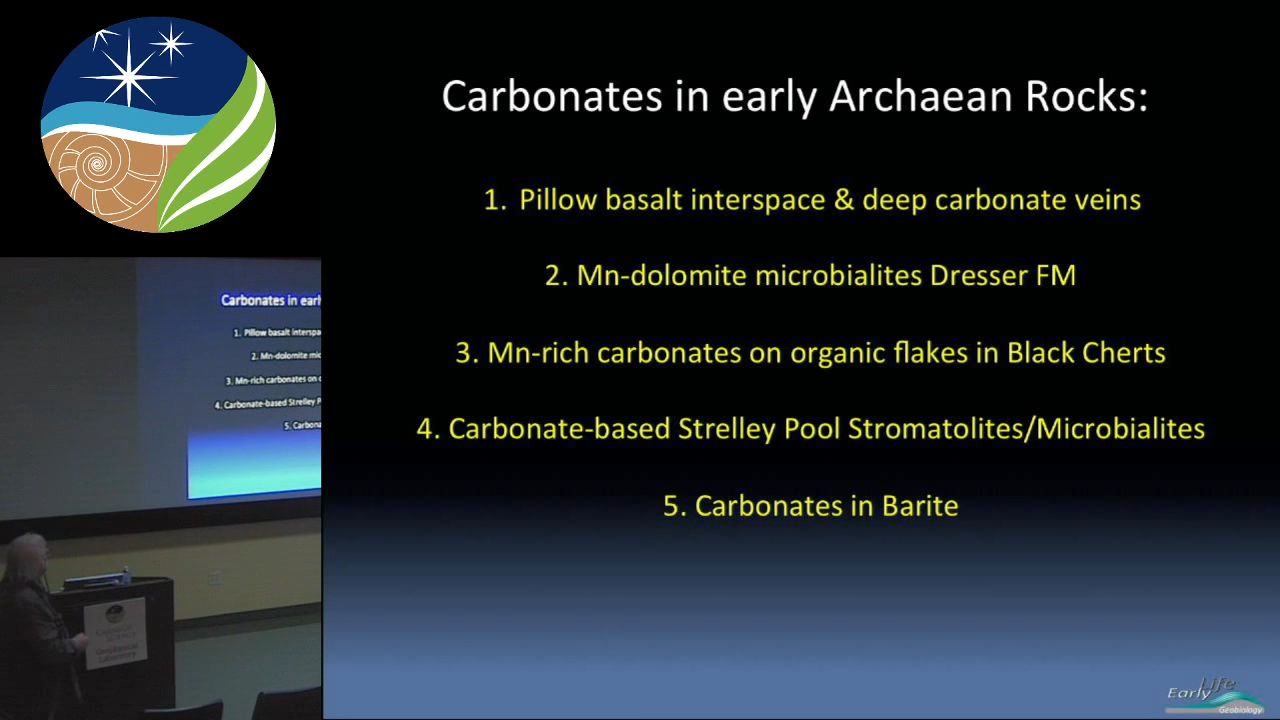 Carbonates in early Archaean Rocks:
1. Pillow basalt interspace & deep carbonate veins
2. Mn-dolomite microbialites Dresser FM
3. Mn-rich carbonates on organic flakes in Black Cherts
4. Carbonate-based Strelley Pool Stromatolites/Microbialites
5. Carbonates in Barite
Carbonates in earl
1. Pillow basalt interspa
2. Mn-dolomite mic
3. Mn-rich carbonates on o
4. Carbonate-based Strelley P
5. Carbona
Geophysical
Laboratory
Early Life
Geobiology